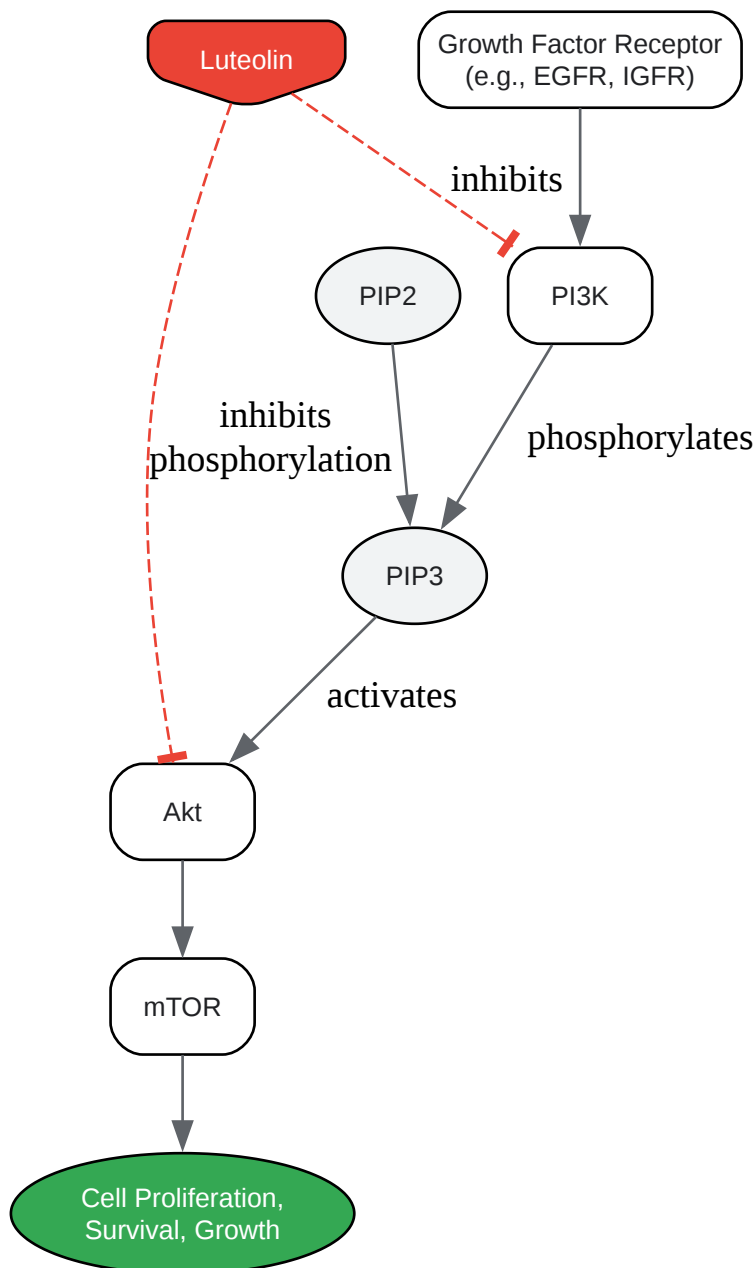 Luteolin
Growth Factor Receptor
(e.g., EGFR, IGFR)
inhibits
PIP2
PI3K
inhibits
phosphorylation
phosphorylates
PIP3
activates
Akt
mTOR
Cell Proliferation,
Survival, Growth